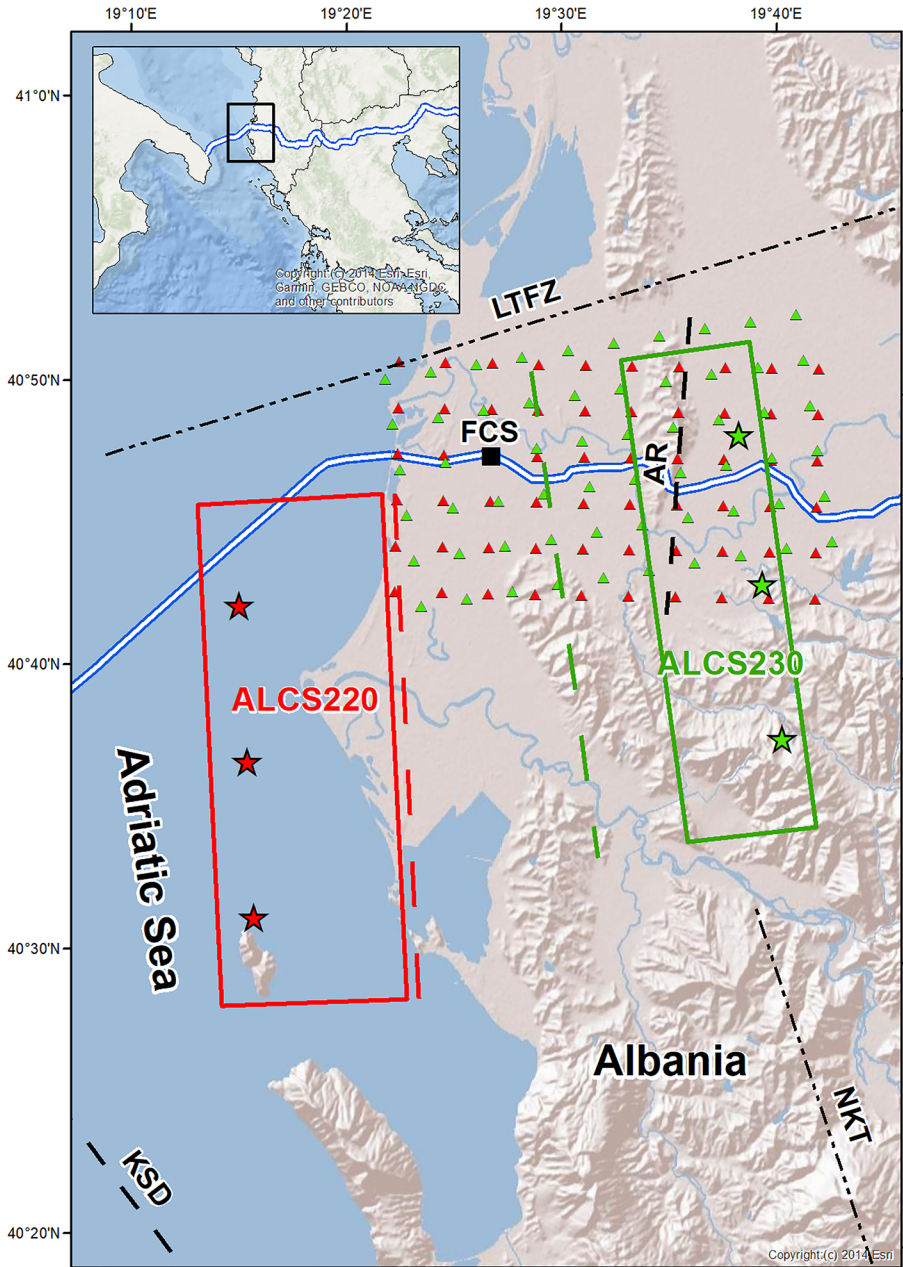 19°10'E
19°20'E
19°30'E
19°40'E
41°0'N
Copyright:(c) 2014 Esri, Esri,
Garmin, GEBCO, NOAA NGDC,
and other contributors
LTFZ
40°50'N
FCS
AR
40°40'N
ALCS230
ALCS220
Adriatic Sea
40°30'N
Albania
NKT
KSD
40°20'N
Copyright:(c) 2014 Esri